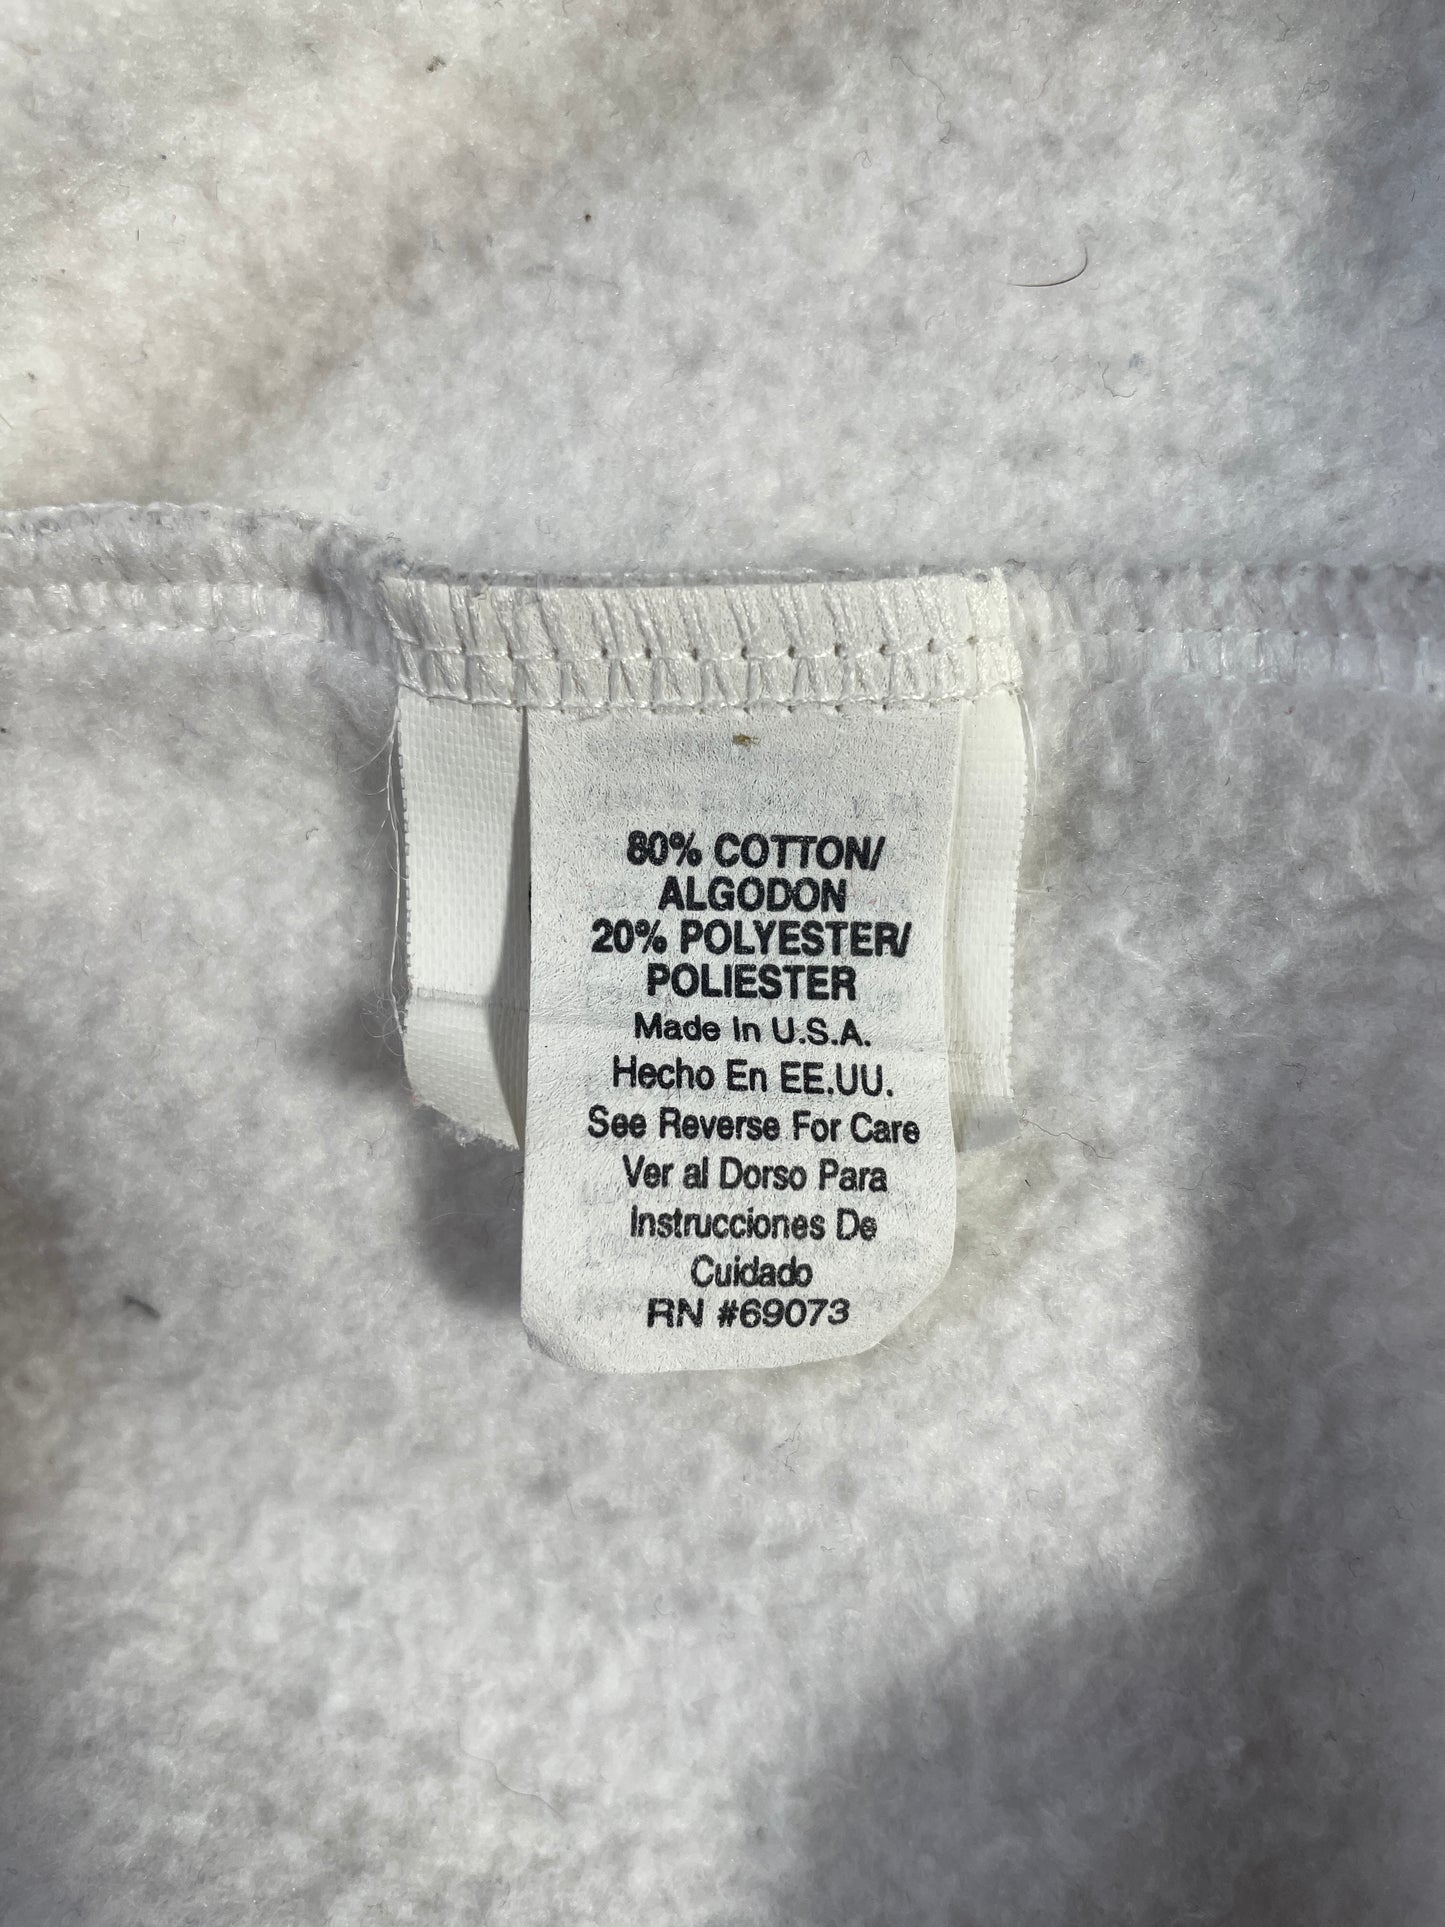 80% COTTON/
ALGODON
20% POLYESTER/
POLIESTER
Made In U.S.A.
Hecho En EE.UU.
See Reverse For Care
Ver al Dorso Para
Instrucciones De
Cuidado
RN #69073